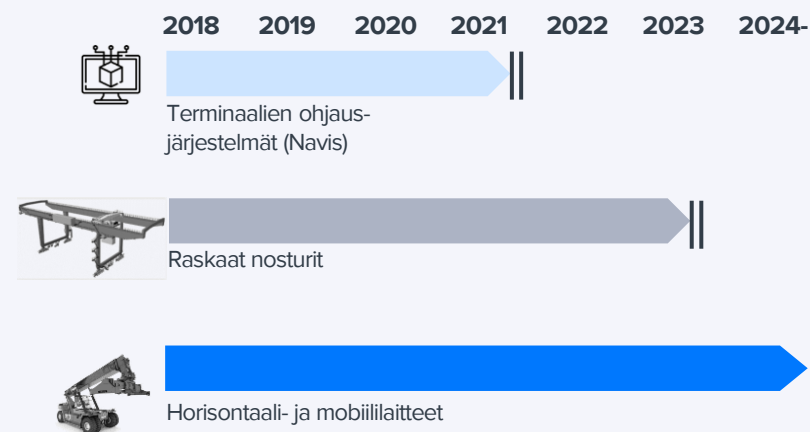 2018 2019 2020 2021 2022 2023 2024-
Terminaalien ohjaus-
järjestelmät (Navis)
Raskaat nosturit
Horisontaali- ja mobiililaitteet